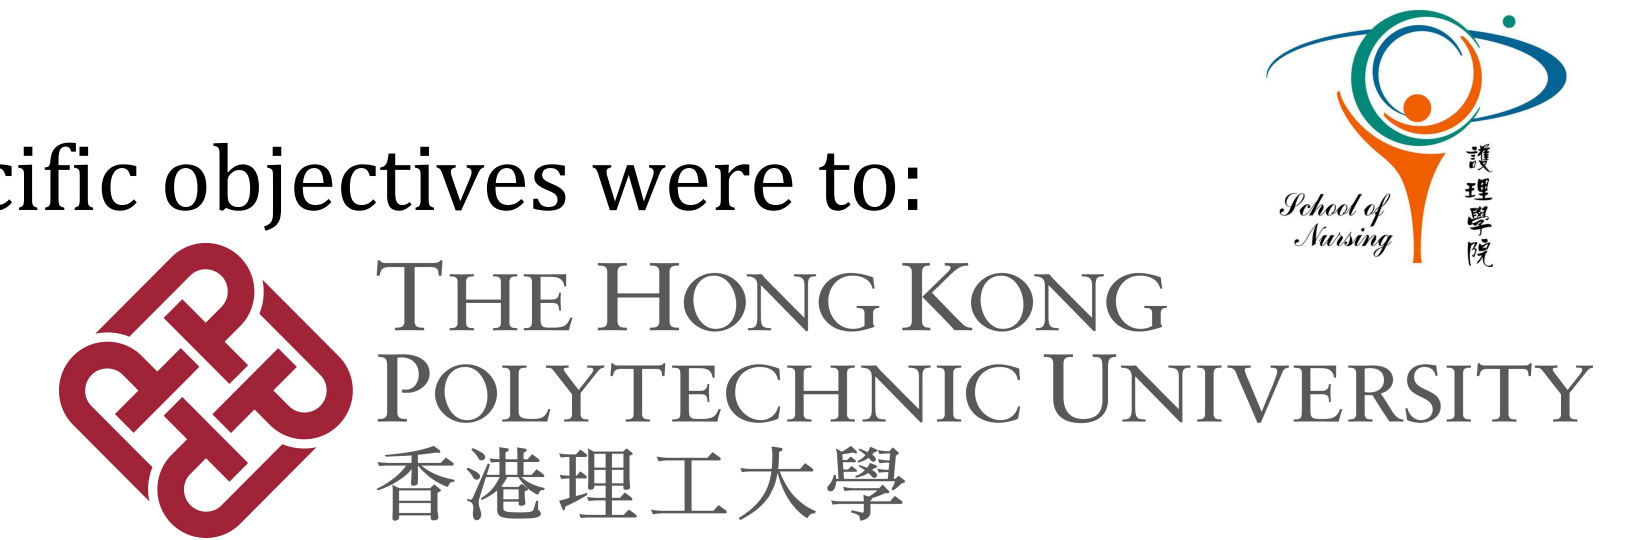 cific objectives were to:
School of
Nursing
護理學院
THE HONG KONG
POLYTECHNIC UNIVERSITY
香港理工大學